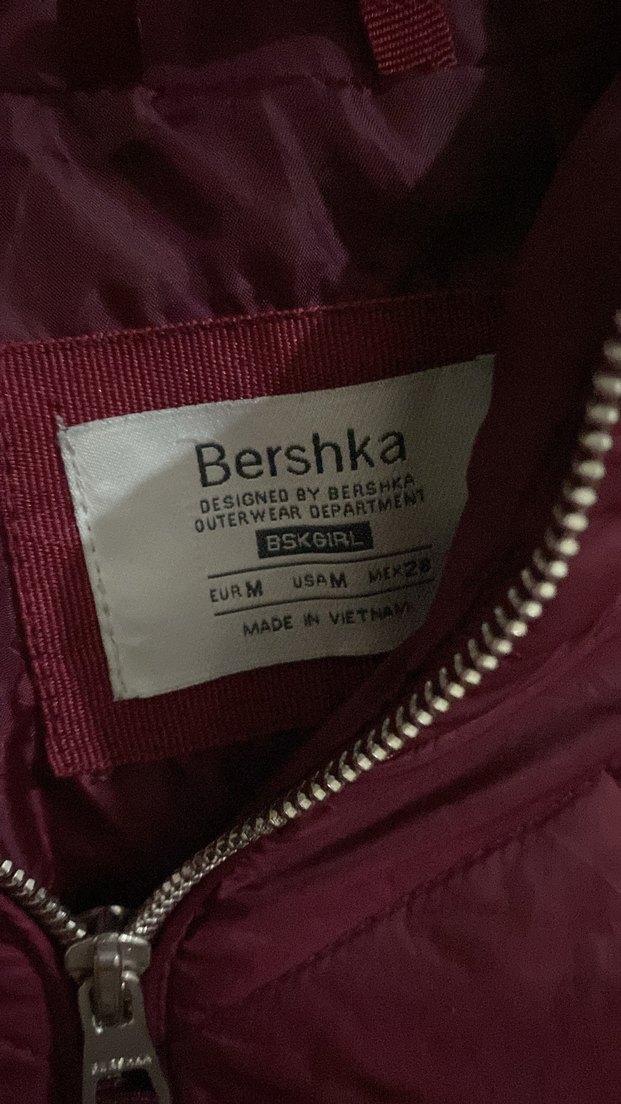 Bershka
DESIGNED BY BERSHKA
OUTERWEAR DEPARTMENT
BSKGIRL
EUR M USA M MEX 28
MADE IN VIETNAM